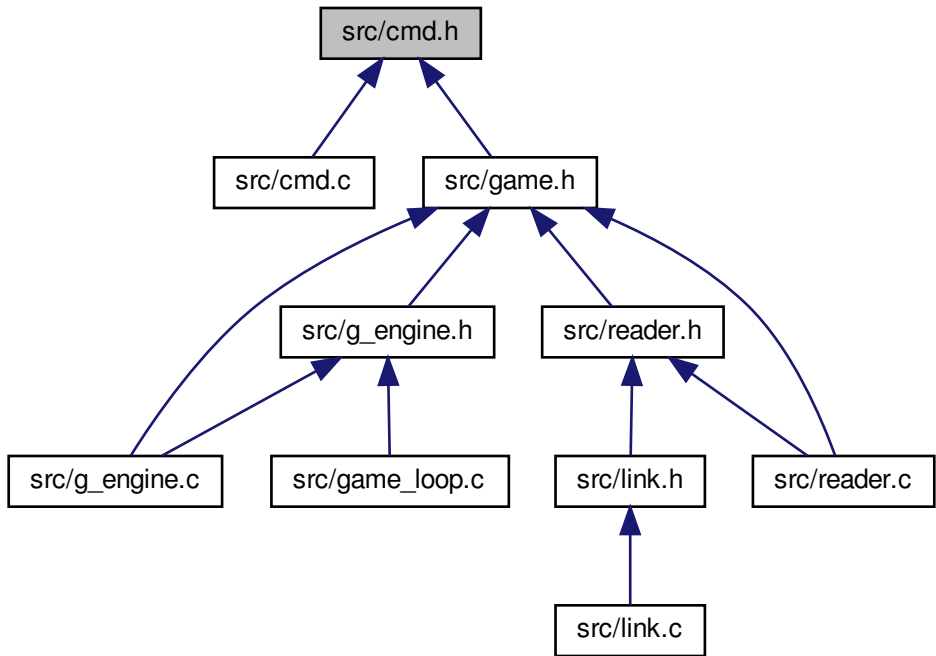 src/cmd.h
src/cmd.c
src/game.h
src/g_engine.h
src/reader.h
src/g_engine.c
src/game_loop.c
src/link.h
src/reader.c
src/link.c